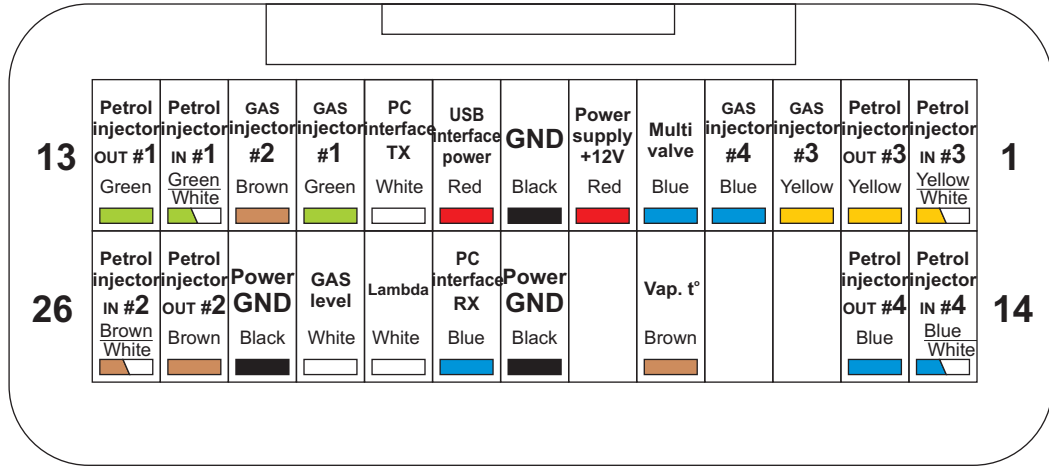 13
Petrol
injector
OUT #1
Green
Petrol
injector
IN #1
Green
White
GAS
injector
#2
Brown
GAS
injector
#1
Green
PC
interface
TX
White
USB
interface
power
Red
GND
Black
Power
supply
+12V
Red
Multi
valve
Blue
GAS
injector
#4
Blue
GAS
injector
#3
Yellow
Petrol
injector
OUT #3
Yellow
Petrol
injector
IN #3
Yellow
White
1
26
Petrol
injector
IN #2
Brown
White
Petrol
injector
OUT #2
Brown
Power
GND
Black
GAS
level
White
Lambda
White
PC
interface
RX
Blue
Power
GND
Black
Vap. t°
Brown
Petrol
injector
OUT #4
Blue
Petrol
injector
IN #4
Blue
White
14